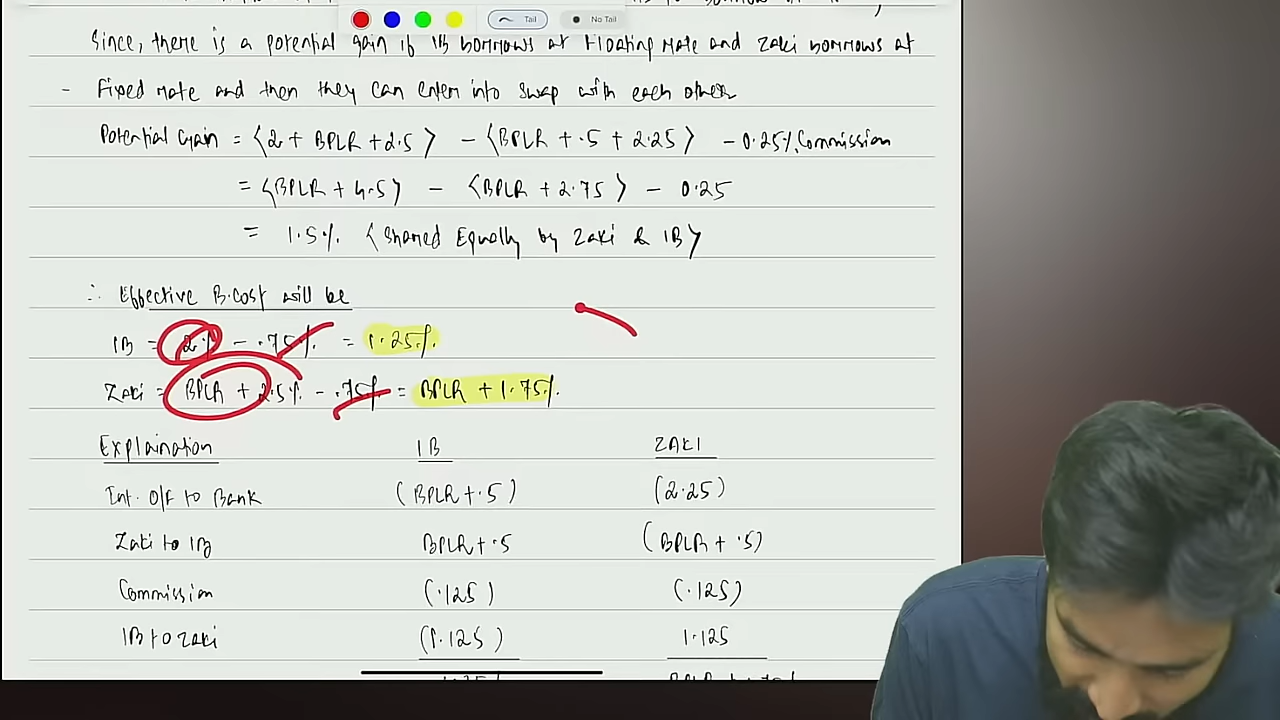 Tail No Tail
Since, there is a potential gain if IB borrows at Floating Rate and Zaki borrows at
- Fixed Rate and then they can enter into swap with each other
Potential Gain = ⟨2 + BPLR + 2.5⟩ - ⟨BPLR + .5 + 2.25⟩ - 0.25% Commission
= ⟨BPLR + 4.5⟩ - ⟨BPLR + 2.75⟩ - 0.25
= 1.5% ⟨Shared Equally by Zaki & IB⟩
∴ Effective B.Cost will be
IB = 2% - .75% = 1.25%
Zaki = BPLR + 2.5% - .75% = BPLR + 1.75%
Explaination IB ZAKI
Int. O/F to Bank (BPLR + .5) (2.25)
Zaki to IB BPLR + .5 (BPLR + .5)
Commission (.125) (.125)
IB to Zaki (1.125) 1.125